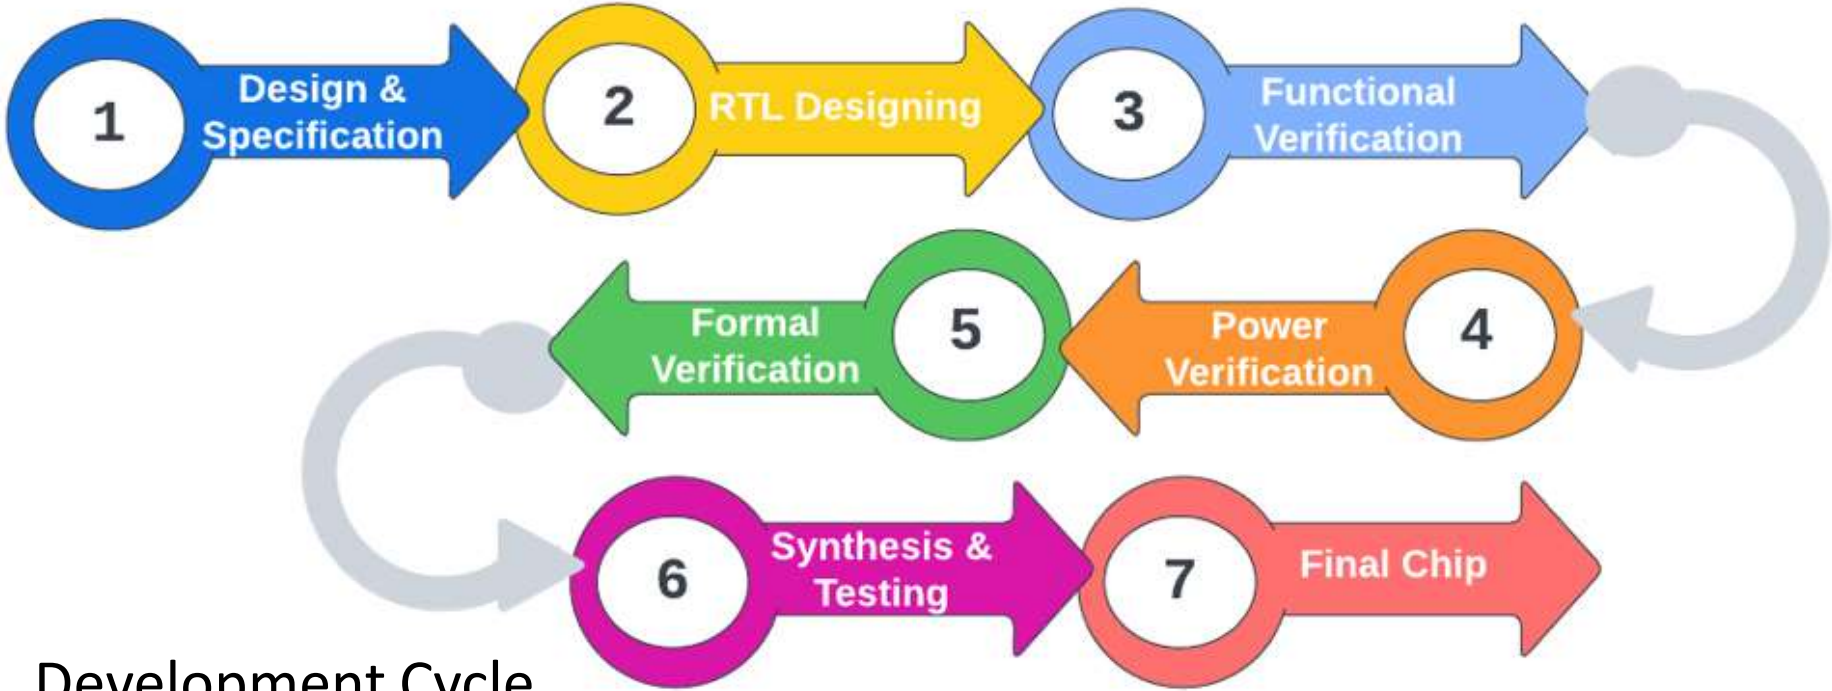 1
Design &
Specification
2
RTL Designing
3
Functional
Verification
4
Power
Verification
5
Formal
Verification
6
Synthesis &
Testing
7
Final Chip
Development Cycle